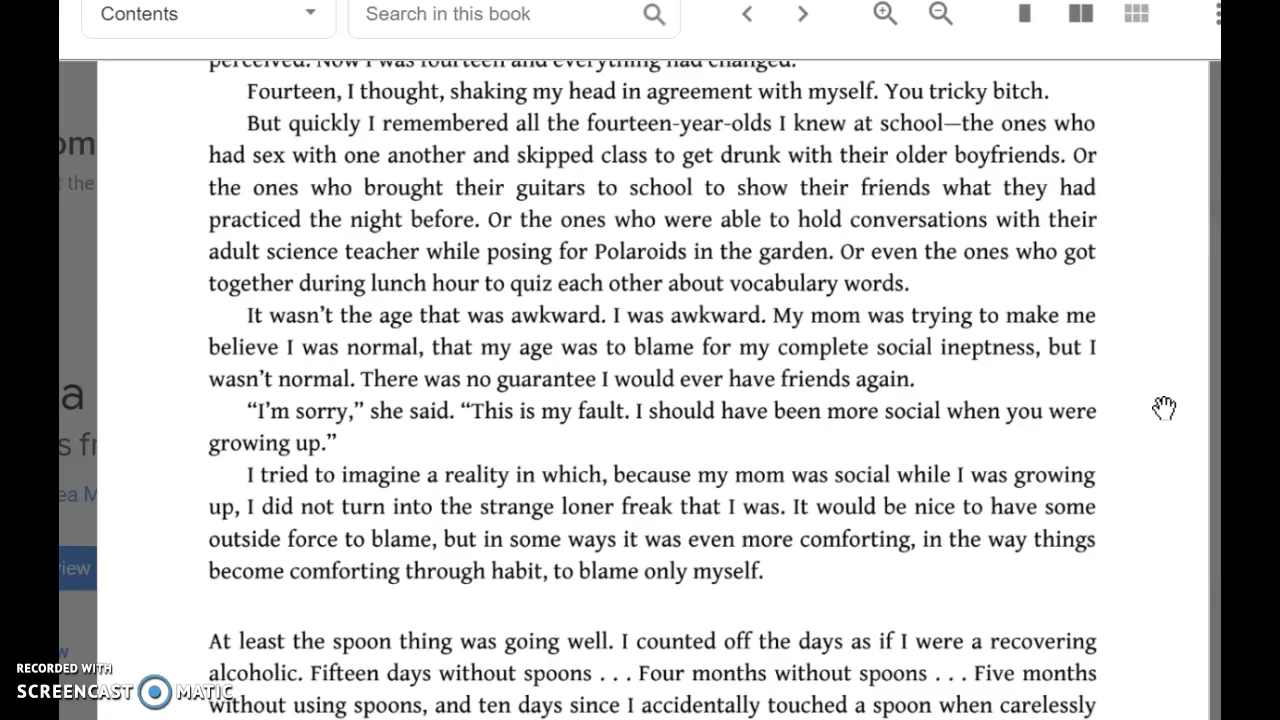 Contents
Search in this book
perceived. Now I was fourteen and everything had changed.
Fourteen, I thought, shaking my head in agreement with myself. You tricky bitch.
But quickly I remembered all the fourteen-year-olds I knew at school—the ones who
had sex with one another and skipped class to get drunk with their older boyfriends. Or
the ones who brought their guitars to school to show their friends what they had
practiced the night before. Or the ones who were able to hold conversations with their
adult science teacher while posing for Polaroids in the garden. Or even the ones who got
together during lunch hour to quiz each other about vocabulary words.
It wasn’t the age that was awkward. I was awkward. My mom was trying to make me
believe I was normal, that my age was to blame for my complete social ineptness, but I
wasn’t normal. There was no guarantee I would ever have friends again.
“I’m sorry,” she said. “This is my fault. I should have been more social when you were
growing up.”
I tried to imagine a reality in which, because my mom was social while I was growing
up, I did not turn into the strange loner freak that I was. It would be nice to have some
outside force to blame, but in some ways it was even more comforting, in the way things
become comforting through habit, to blame only myself.
At least the spoon thing was going well. I counted off the days as if I were a recovering
alcoholic. Fifteen days without spoons . . . Four months without spoons . . . Five months
without using spoons, and ten days since I accidentally touched a spoon when carelessly
om
t the
a
s fr
ea M
view
w
RECORDED WITH
SCREENCAST MATIC